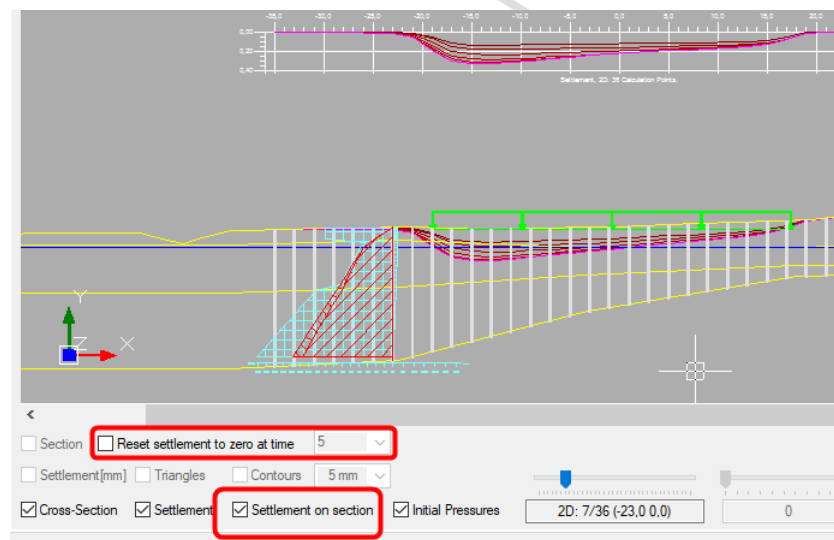 -35,0 -30,0 -25,0 -20,0 -15,0 -10,0 -5,0 0,0 5,0 10,0 15,0 20,0
0,00
0,20
0,40
Settlement, 2D: 36 Calculation Points.
Y
Z X
<
Section Reset settlement to zero at time 5
Settlement[mm] Triangles Contours 5 mm
Cross-Section Settlement Settlement on section Initial Pressures 2D: 7/36 (-23,0 0,0) 0